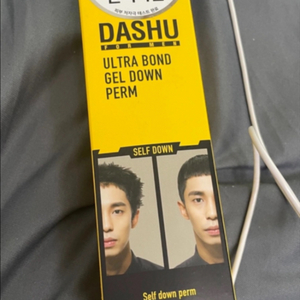 DASHU
FOR MEN
ULTRA BOND
GEL DOWN
PERM
SELF DOWN
Self down perm